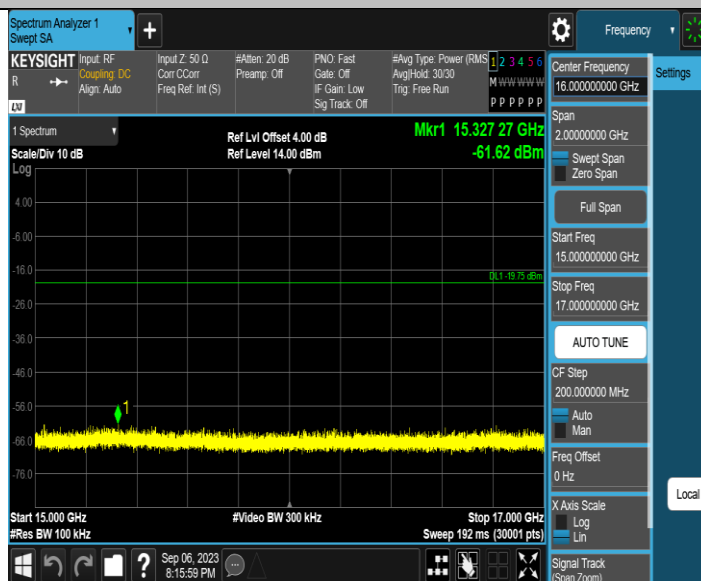 Spectrum Analyzer 1
Swept SA
+
Frequency
KEYSIGHT
R
LXI
Input: RF
Coupling: DC
Align: Auto
Input Z: 50 Ω
Corr CCorr
Freq Ref: Int (S)
#Atten: 20 dB
Preamp: Off
PNO: Fast
Gate: Off
IF Gain: Low
Sig Track: Off
#Avg Type: Power (RMS
Avg|Hold: 30/30
Trig: Free Run
1 2 3 4 5 6
M W W W W W
P P P P P P
1 Spectrum
Scale/Div 10 dB
Log
Ref Lvl Offset 4.00 dB
Ref Level 14.00 dBm
Mkr1 15.327 27 GHz
-61.62 dBm
4.00
-6.00
-16.0
DL1 -19.75 dBm
-26.0
-36.0
-46.0
-56.0
1
-66.0
-76.0
Start 15.000 GHz
#Res BW 100 kHz
#Video BW 300 kHz
Stop 17.000 GHz
Sweep 192 ms (30001 pts)
?
Sep 06, 2023
8:15:59 PM
Center Frequency
16.000000000 GHz
Span
2.00000000 GHz
Swept Span
Zero Span
Full Span
Start Freq
15.000000000 GHz
Stop Freq
17.000000000 GHz
AUTO TUNE
CF Step
200.000000 MHz
Auto
Man
Freq Offset
0 Hz
X Axis Scale
Log
Lin
Signal Track
(Span Zoom)
Settings
Local